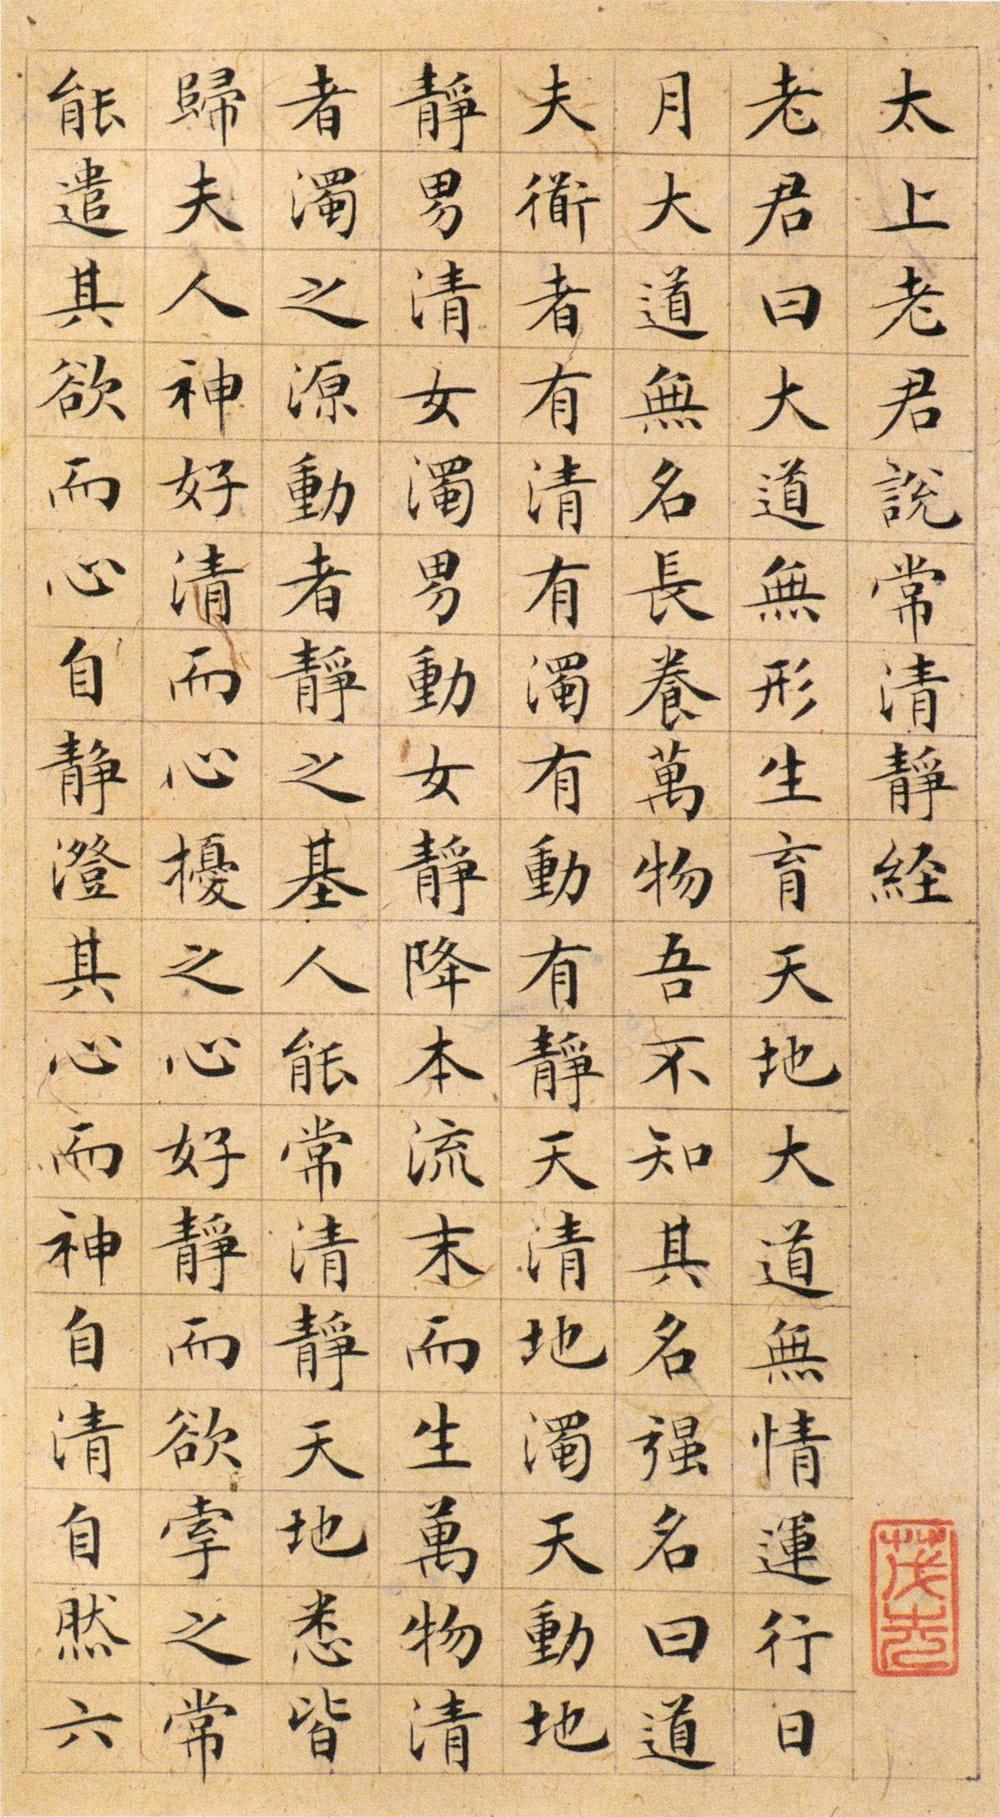 太上老君說常清靜経
老君曰大道無形生育天地大道無情運行日
月大道無名長養萬物吾不知其名强名曰道
夫衜者有清有濁有動有靜天清地濁天動地
靜男清女濁男動女靜降本流末而生萬物清
者濁之源動者靜之基人能常清靜天地悉皆
歸夫人神好清而心擾之心好靜而欲牽之常
能遣其欲而心自静澄其心而神自清自然六